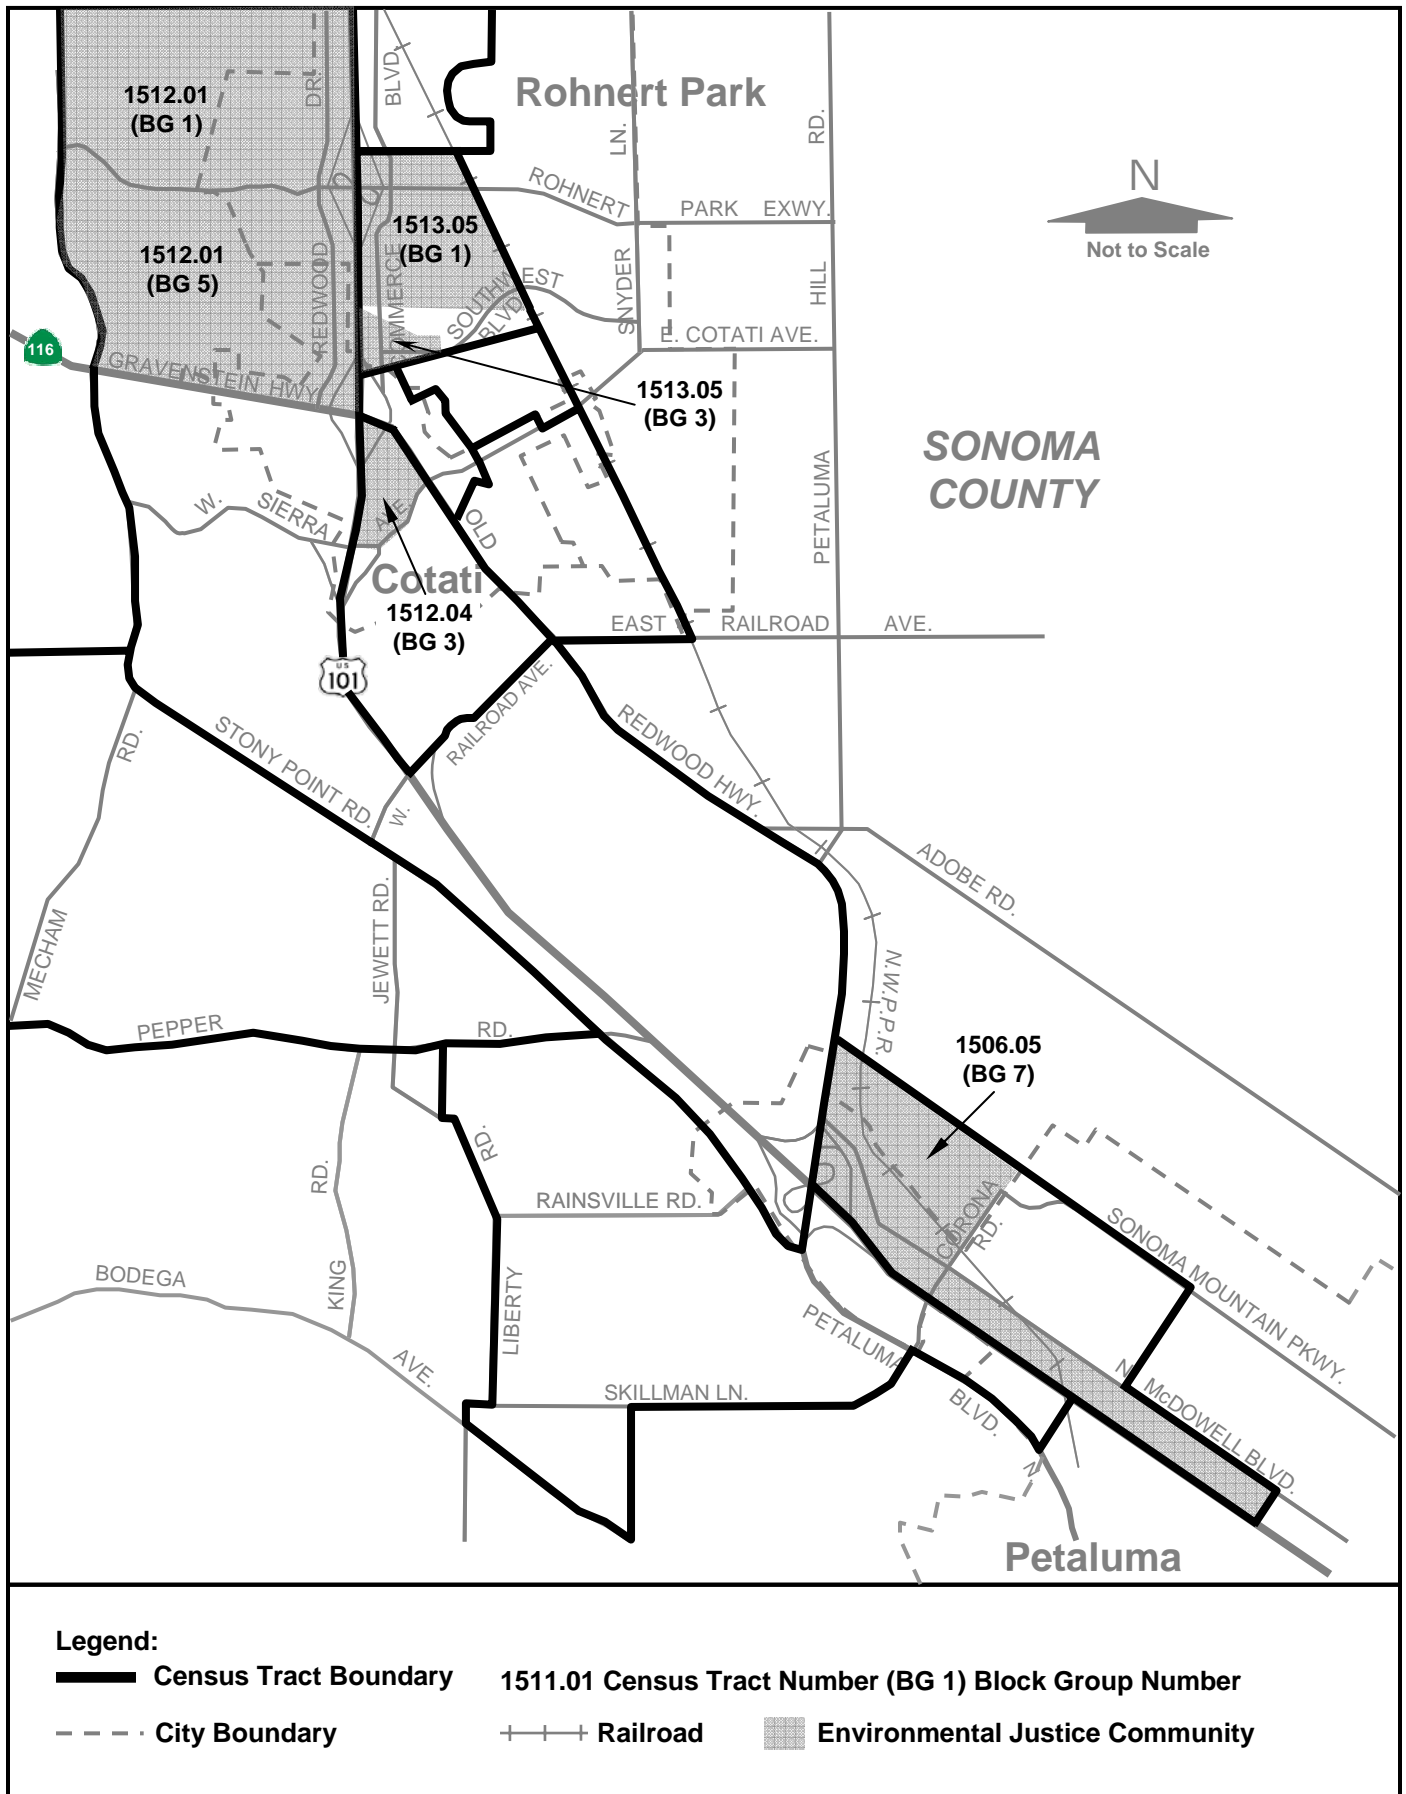 1512.01
(BG 1)
DR.
BLVD.
Rohnert Park
LN.
RD.
N
Not to Scale
ROHNERT
PARK EXWY.
1513.05
(BG 1)
1512.01
(BG 5)
REDWOOD
COMMERCE
SOUTHWEST
BLVD.
SNYDER
HILL
E. COTATI AVE.
116
GRAVENSTEIN HWY
1513.05
(BG 3)
SONOMA
COUNTY
PETALUMA
W.
SIERRA
AVE.
OLD
Cotati
1512.04
(BG 3)
EAST
RAILROAD
AVE.
US
101
RAILROAD AVE.
W.
STONY POINT RD.
REDWOOD HWY.
RD.
MECHAM
JEWETT RD.
ADOBE RD.
N.W.P.P.R.
PEPPER
RD.
1506.05
(BG 7)
RD.
RD.
RAINSVILLE RD.
CORONA
RD.
SONOMA MOUNTAIN PKWY.
BODEGA
KING
LIBERTY
AVE.
PETALUMA
BLVD.
N.
SKILLMAN LN.
N.
McDOWELL BLVD.
Petaluma
Legend:
Census Tract Boundary
1511.01 Census Tract Number (BG 1) Block Group Number
City Boundary
Railroad
Environmental Justice Community